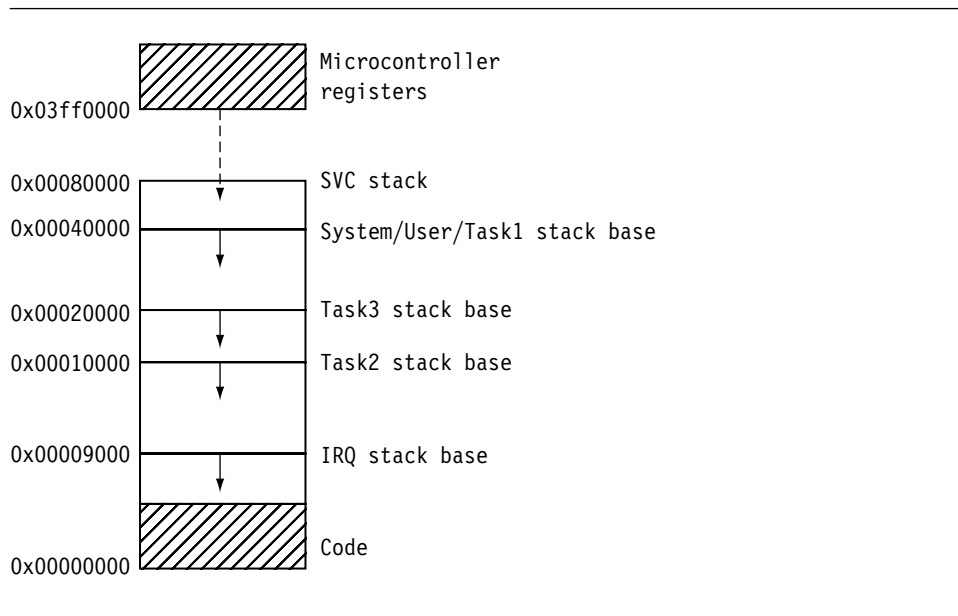 Microcontroller
registers
0x03ff0000
0x00080000 SVC stack
0x00040000 System/User/Task1 stack base
0x00020000 Task3 stack base
0x00010000 Task2 stack base
0x00009000 IRQ stack base
Code
0x00000000